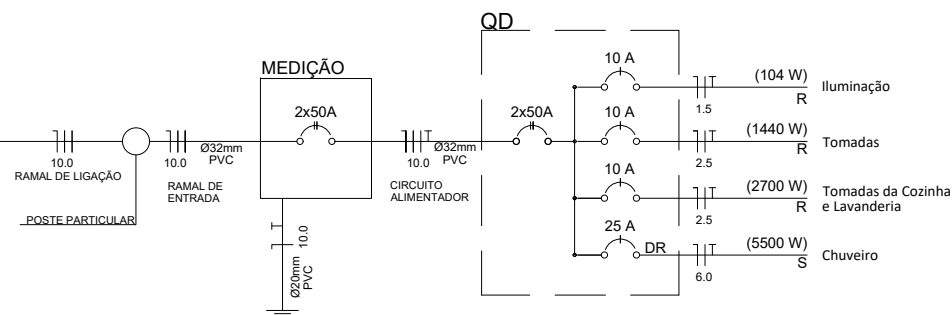 QD
MEDIÇÃO
2x50A
2x50A
10 A
(104 W)
R
1.5
Iluminação
10 A
(1440 W)
R
2.5
Tomadas
10 A
(2700 W)
R
2.5
Tomadas da Cozinha
e Lavanderia
25 A
DR
(5500 W)
S
6.0
Chuveiro
10.0
RAMAL DE LIGAÇÃO
POSTE PARTICULAR
10.0
Ø32mm
PVC
RAMAL DE
ENTRADA
10.0
Ø32mm
PVC
CIRCUITO
ALIMENTADOR
10.0
Ø20mm
PVC